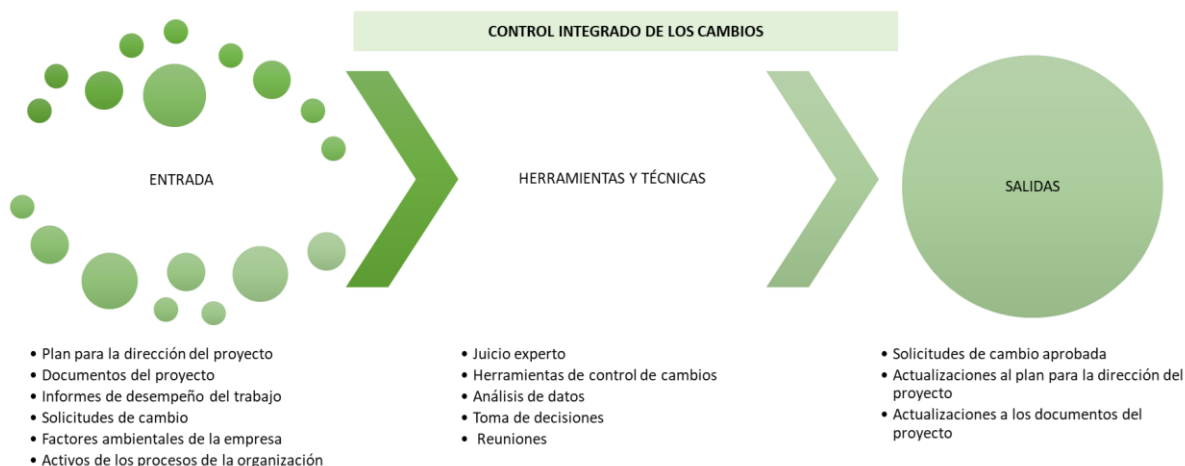 CONTROL INTEGRADO DE LOS CAMBIOS
ENTRADA
HERRAMIENTAS Y TÉCNICAS
SALIDAS
• Plan para la dirección del proyecto
• Documentos del proyecto
• Informes de desempeño del trabajo
• Solicitudes de cambio
• Factores ambientales de la empresa
• Activos de los procesos de la organización
• Juicio experto
• Herramientas de control de cambios
• Análisis de datos
• Toma de decisiones
• Reuniones
• Solicitudes de cambio aprobada
• Actualizaciones al plan para la dirección del
proyecto
• Actualizaciones a los documentos del
proyecto